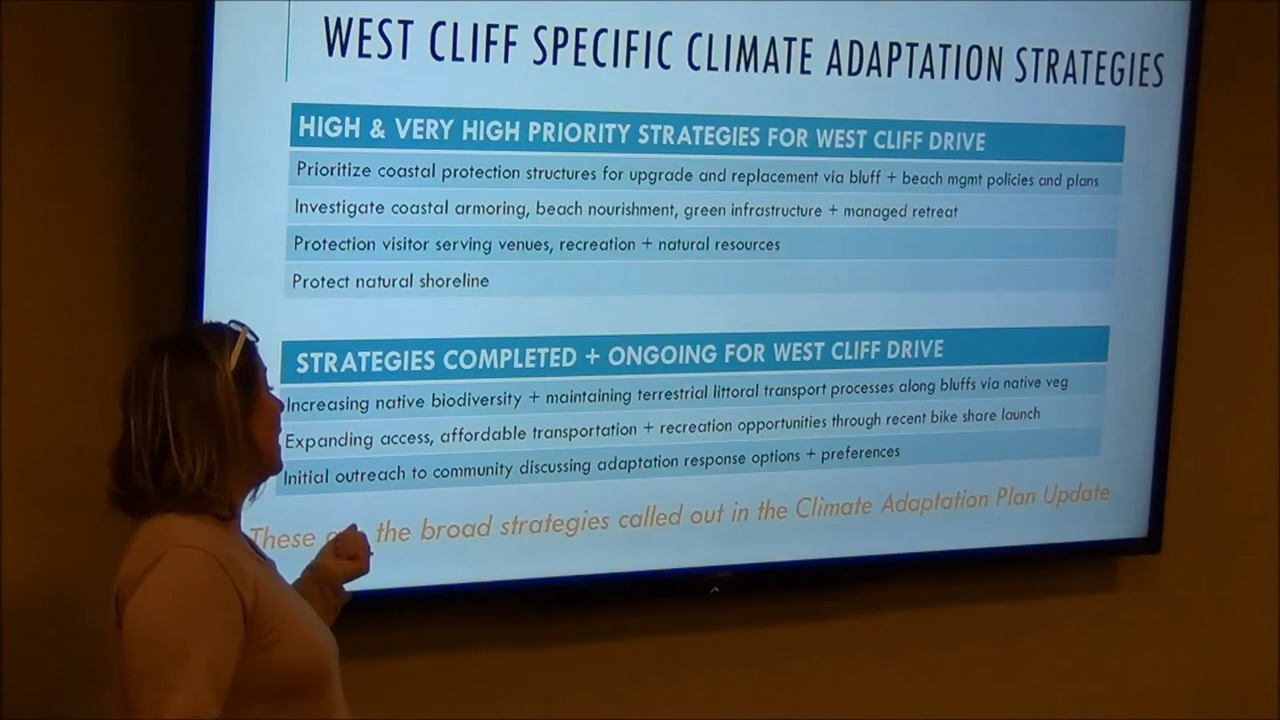 WEST CLIFF SPECIFIC CLIMATE ADAPTATION STRATEGIES
HIGH & VERY HIGH PRIORITY STRATEGIES FOR WEST CLIFF DRIVE
Prioritize coastal protection structures for upgrade and replacement via bluff + beach mgmt policies and plans
Investigate coastal armoring, beach nourishment, green infrastructure + managed retreat
Protection visitor serving venues, recreation + natural resources
Protect natural shoreline
STRATEGIES COMPLETED + ONGOING FOR WEST CLIFF DRIVE
Increasing native biodiversity + maintaining terrestrial littoral transport processes along bluffs via native veg
Expanding access, affordable transportation + recreation opportunities through recent bike share launch
Initial outreach to community discussing adaptation response options + preferences
These the broad strategies called out in the Climate Adaptation Plan Update